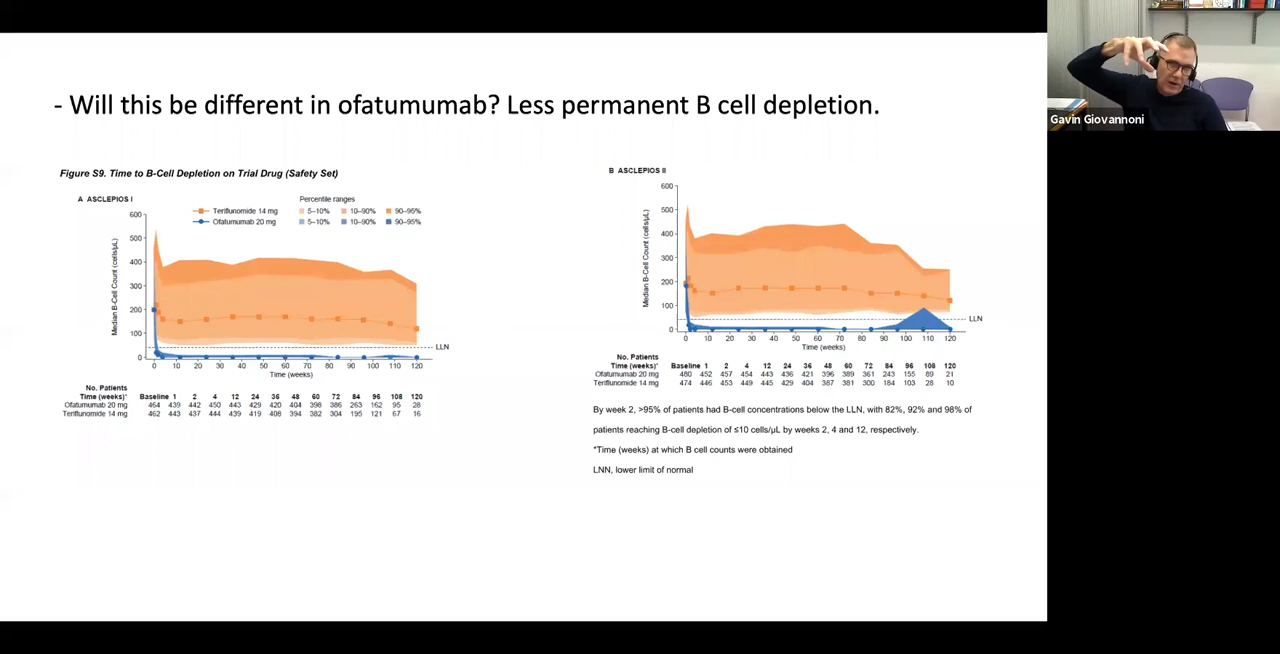 - Will this be different in ofatumumab? Less permanent B cell depletion.
Gavin Giovannoni
Figure S9. Time to B-Cell Depletion on Trial Drug (Safety Set)
A ASCLEPIOS I
Teriflunomide 14 mg
Ofatumumab 20 mg
Percentile ranges
5–10% 10–90% 90–95%
5–10% 10–90% 90–95%
Median B-Cell Count (cells/μL)
600
500
400
300
200
100
0
LLN
0 10 20 30 40 50 60 70 80 90 100 110 120
Time (weeks)
No. Patients
Time (weeks)* Baseline 1 2 4 12 24 36 48 60 72 84 96 108 120
Ofatumumab 20 mg 464 439 442 450 443 429 420 404 398 386 263 162 95 28
Teriflunomide 14 mg 462 443 437 444 439 419 408 394 382 304 195 121 67 16
B ASCLEPIOS II
Median B-Cell Count (cells/μL)
600
500
400
300
200
100
0
LLN
0 10 20 30 40 50 60 70 80 90 100 110 120
Time (weeks)
No. Patients
Time (weeks)* Baseline 1 2 4 12 24 36 48 60 72 84 96 108 120
Ofatumumab 20 mg 480 452 457 454 443 436 421 396 389 361 243 155 89 21
Teriflunomide 14 mg 474 446 453 449 445 429 404 387 381 300 184 103 28 10
By week 2, >95% of patients had B-cell concentrations below the LLN, with 82%, 92% and 98% of
patients reaching B-cell depletion of ≤10 cells/μL by weeks 2, 4 and 12, respectively.
*Time (weeks) at which B cell counts were obtained
LNN, lower limit of normal